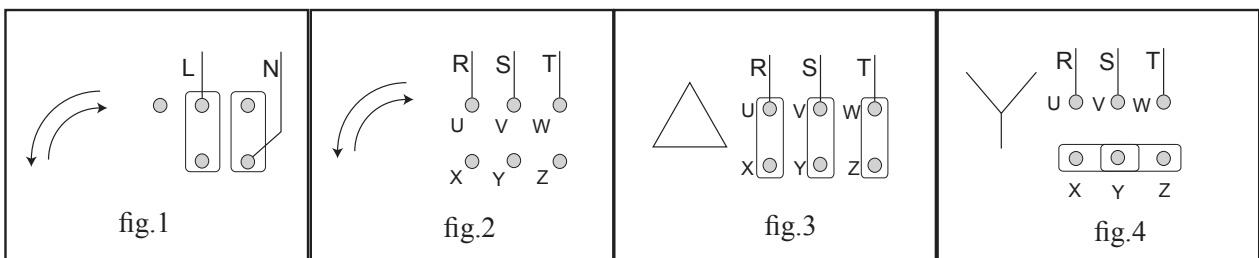 L N
fig.1
R S T
U V W
X Y Z
fig.2
R S T
U V W
X Y Z
fig.3
R S T
U V W
X Y Z
fig.4